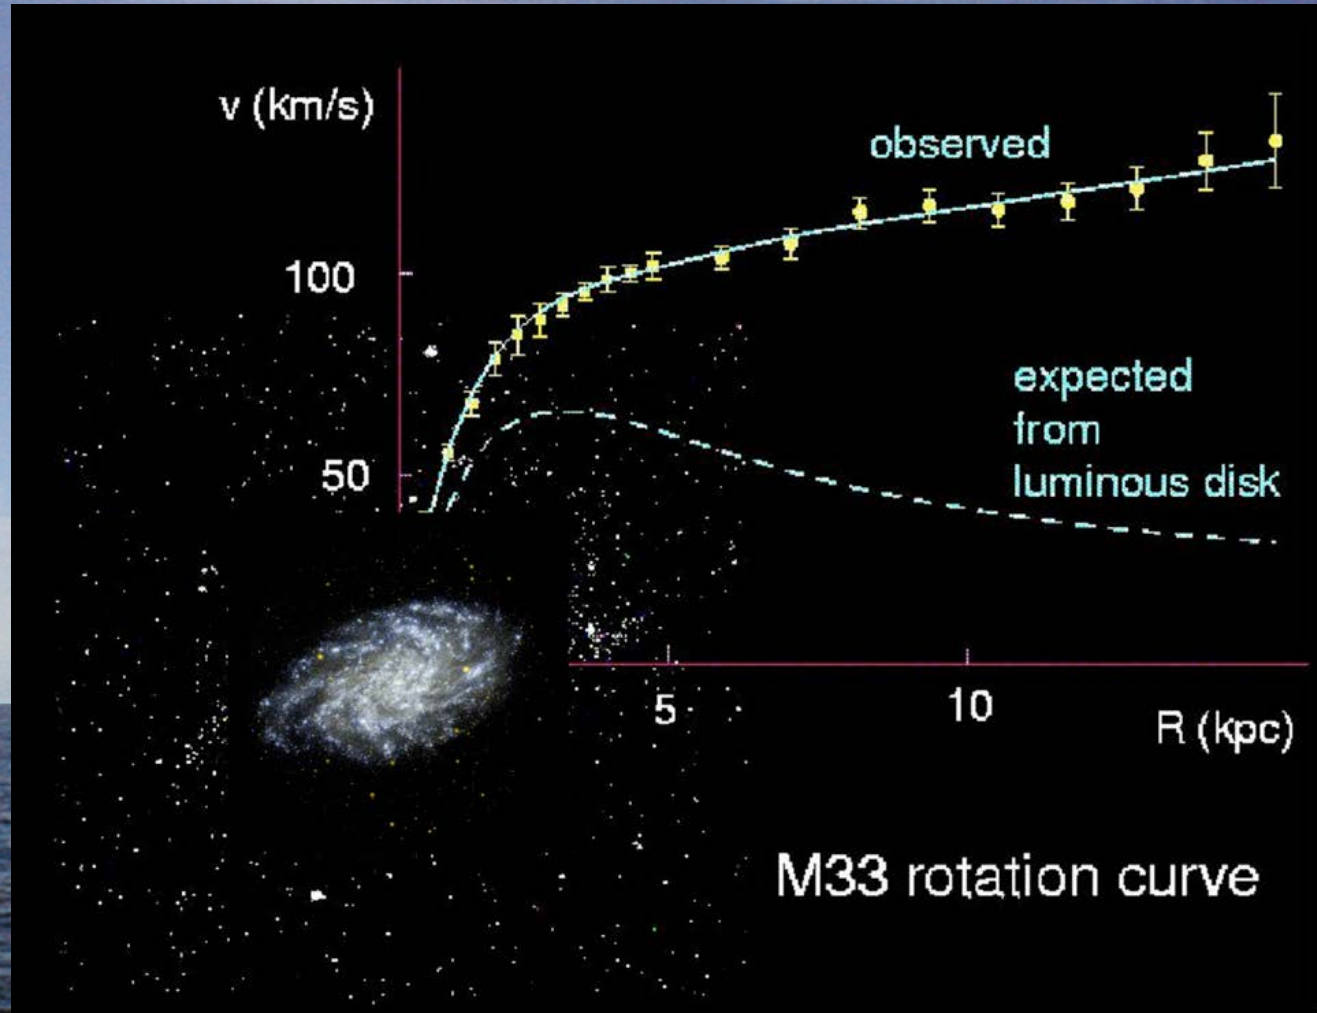 v (km/s)
observed
100
expected
from
luminous disk
50
5
10
R (kpc)
M33 rotation curve